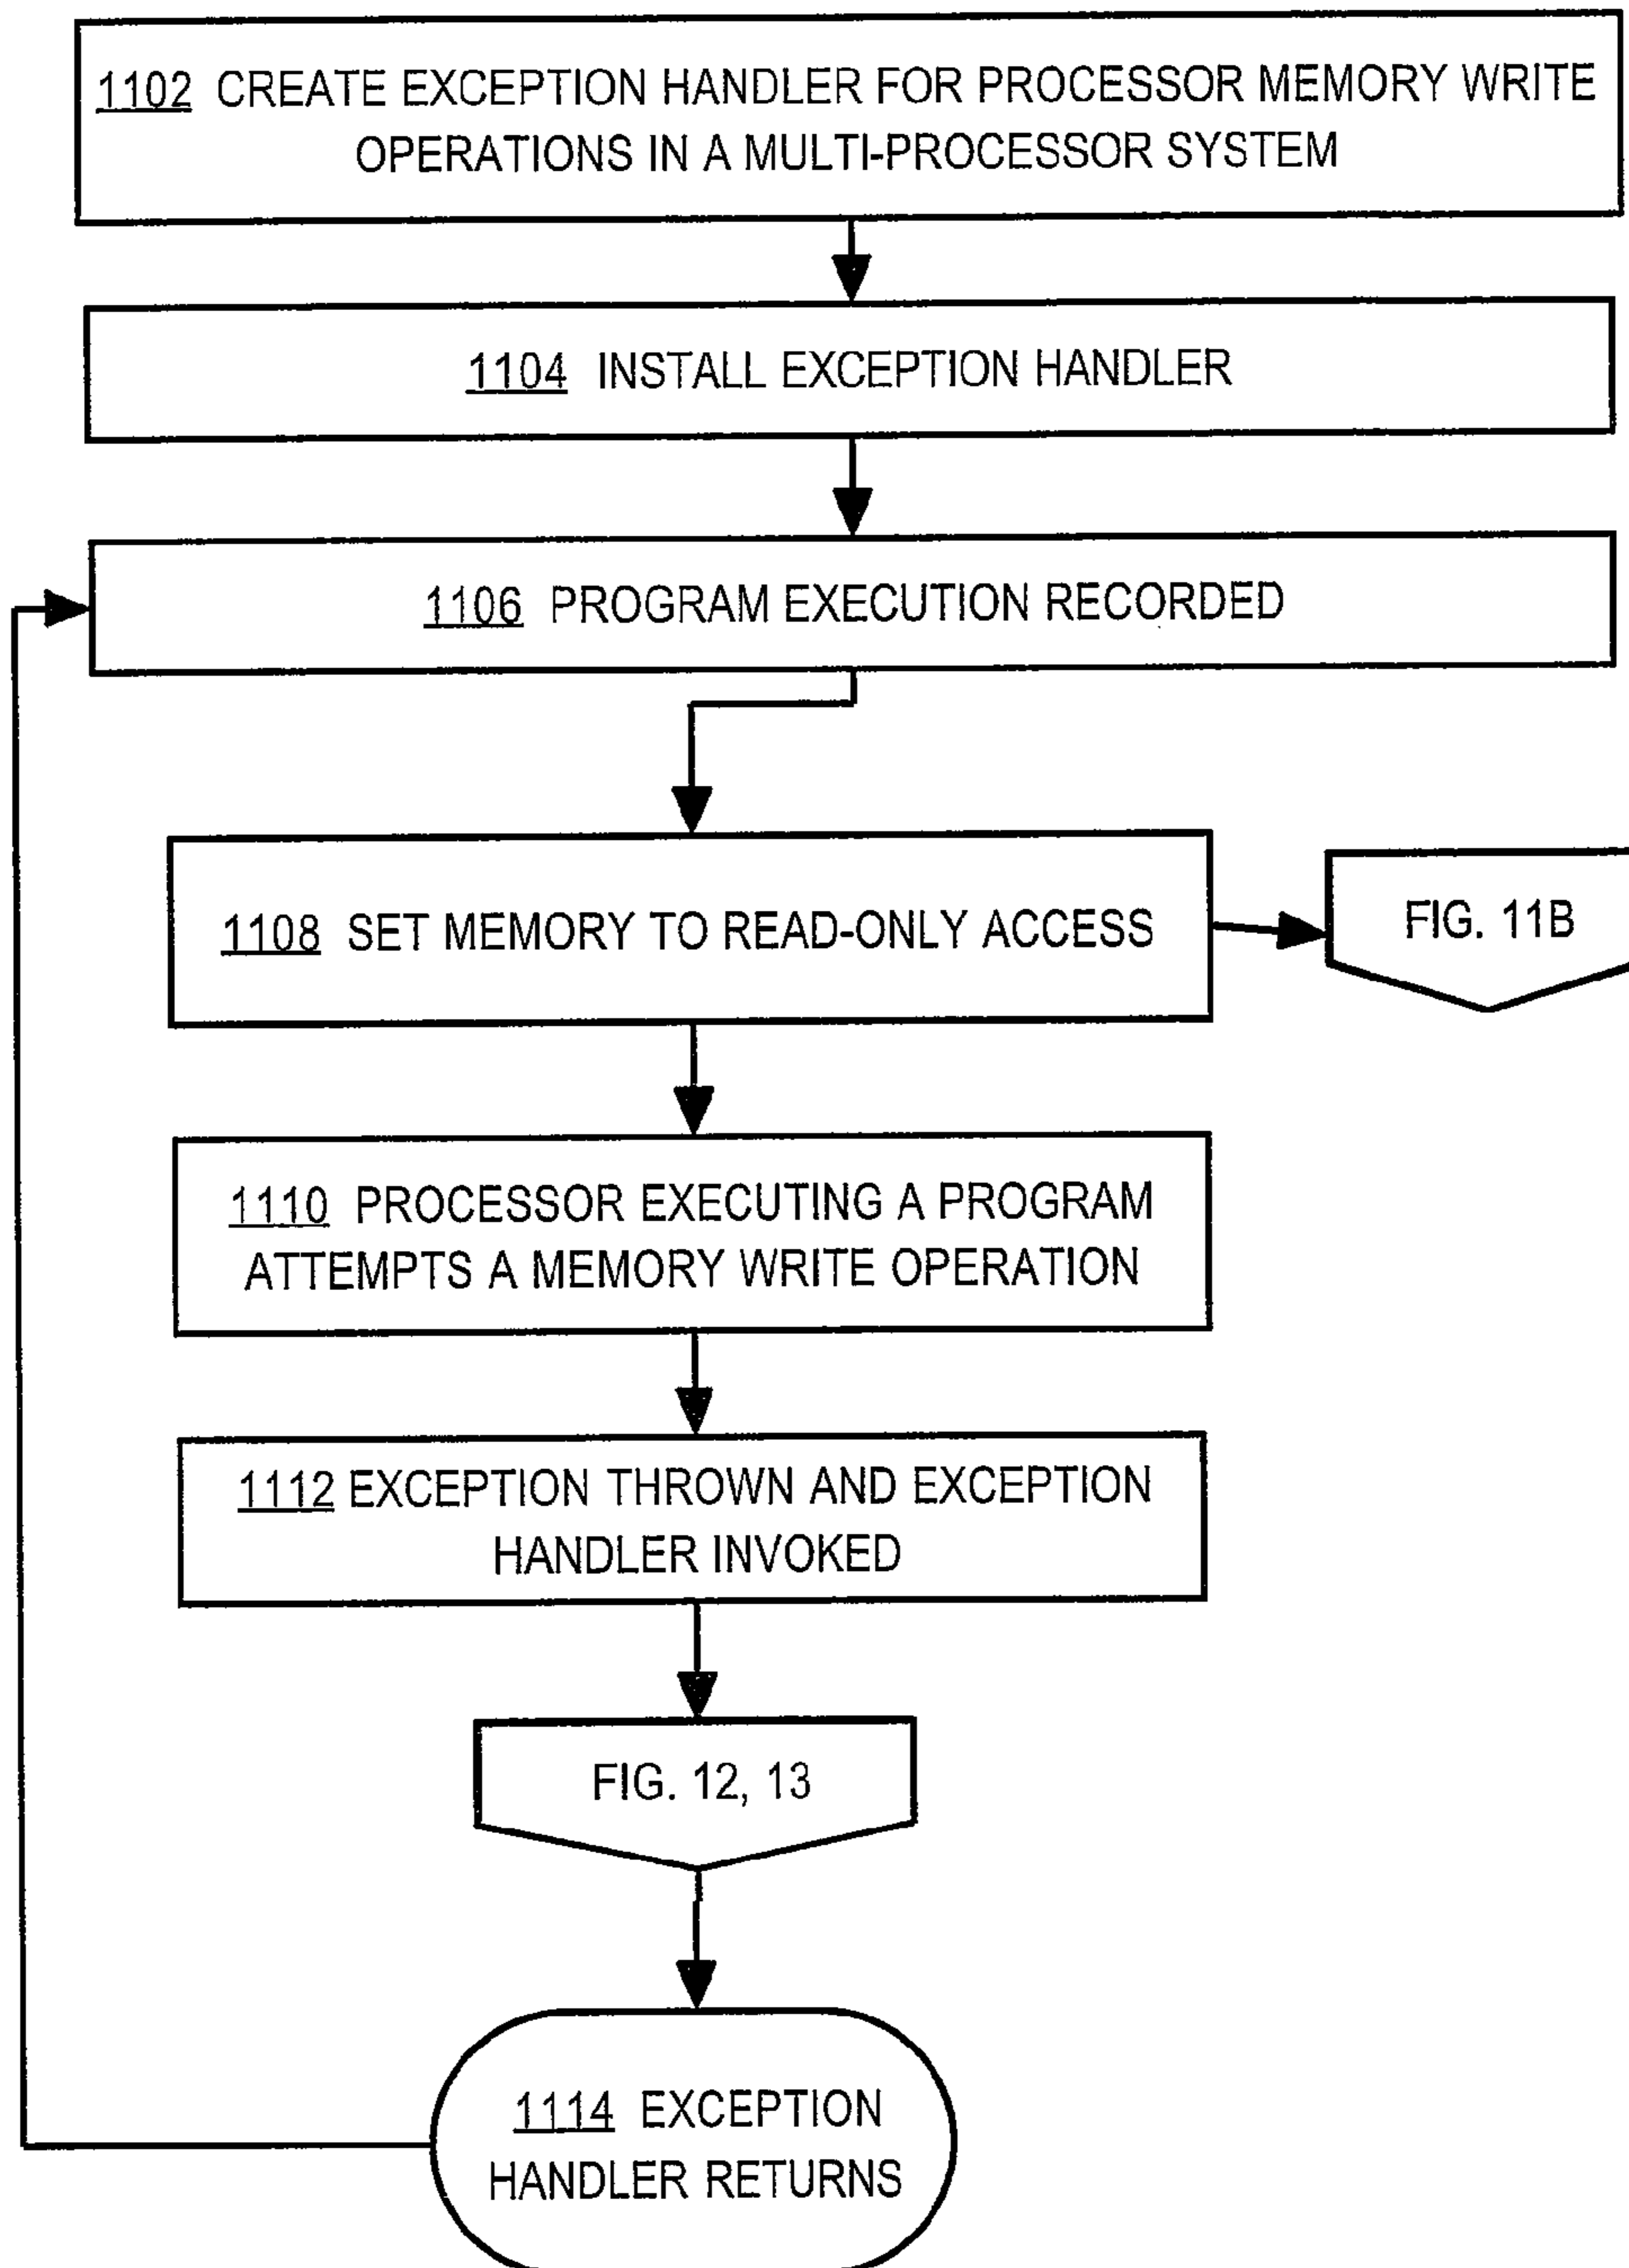 1102 CREATE EXCEPTION HANDLER FOR PROCESSOR MEMORY WRITE
OPERATIONS IN A MULTI-PROCESSOR SYSTEM
1104 INSTALL EXCEPTION HANDLER
1106 PROGRAM EXECUTION RECORDED
1108 SET MEMORY TO READ-ONLY ACCESS
FIG. 11B
1110 PROCESSOR EXECUTING A PROGRAM
ATTEMPTS A MEMORY WRITE OPERATION
1112 EXCEPTION THROWN AND EXCEPTION
HANDLER INVOKED
FIG. 12, 13
1114 EXCEPTION
HANDLER RETURNS